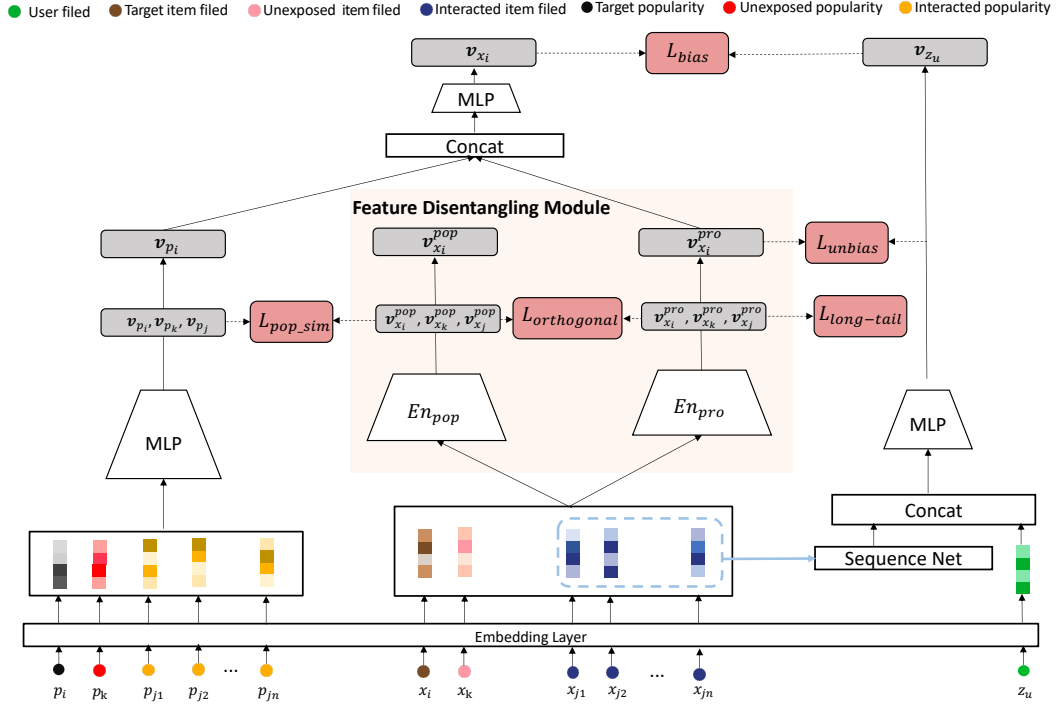 User filed Target item filed Unexposed item filed Interacted item filed Target popularity Unexposed popularity Interacted popularity
v_{x_i} L_{bias} v_{z_u}
MLP
Concat
Feature Disentangling Module
v_{p_i} v_{x_i}^{pop} v_{x_i}^{pro} L_{unbias}
v_{p_i}, v_{p_k}, v_{p_j} L_{pop_sim} v_{x_i}^{pop}, v_{x_k}^{pop}, v_{x_j}^{pop} L_{orthogonal} v_{x_i}^{pro}, v_{x_k}^{pro}, v_{x_j}^{pro} L_{long-tail}
MLP En_{pop} En_{pro} MLP
Concat
Sequence Net
Embedding Layer
p_i p_k p_{j1} p_{j2} ... p_{jn} x_i x_k x_{j1} x_{j2} ... x_{jn} z_u